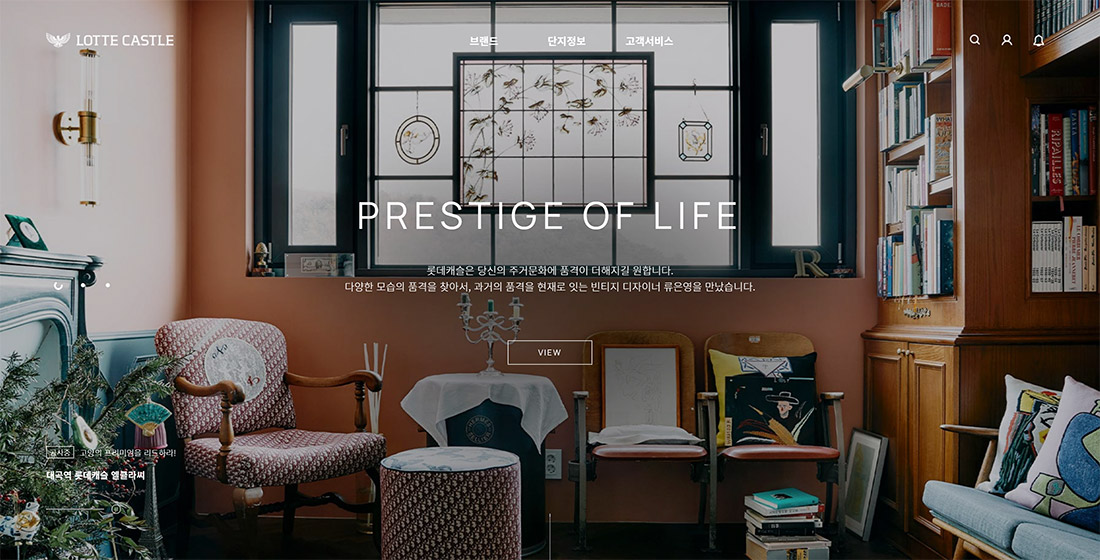 LOTTE CASTLE
브랜드
단지정보
고객서비스
PRESTIGE OF LIFE
롯데캐슬은 당신의 주거문화에 품격이 더해지길 원합니다.
다양한 모습의 품격을 찾아서, 과거의 품격을 현재로 잇는 빈티지 디자이너 류은영을 만났습니다.
VIEW
R
RIPAILLES
공사중 고양의 프리미엄을 리드하라!
대곡역 롯데캐슬 엘클라씨